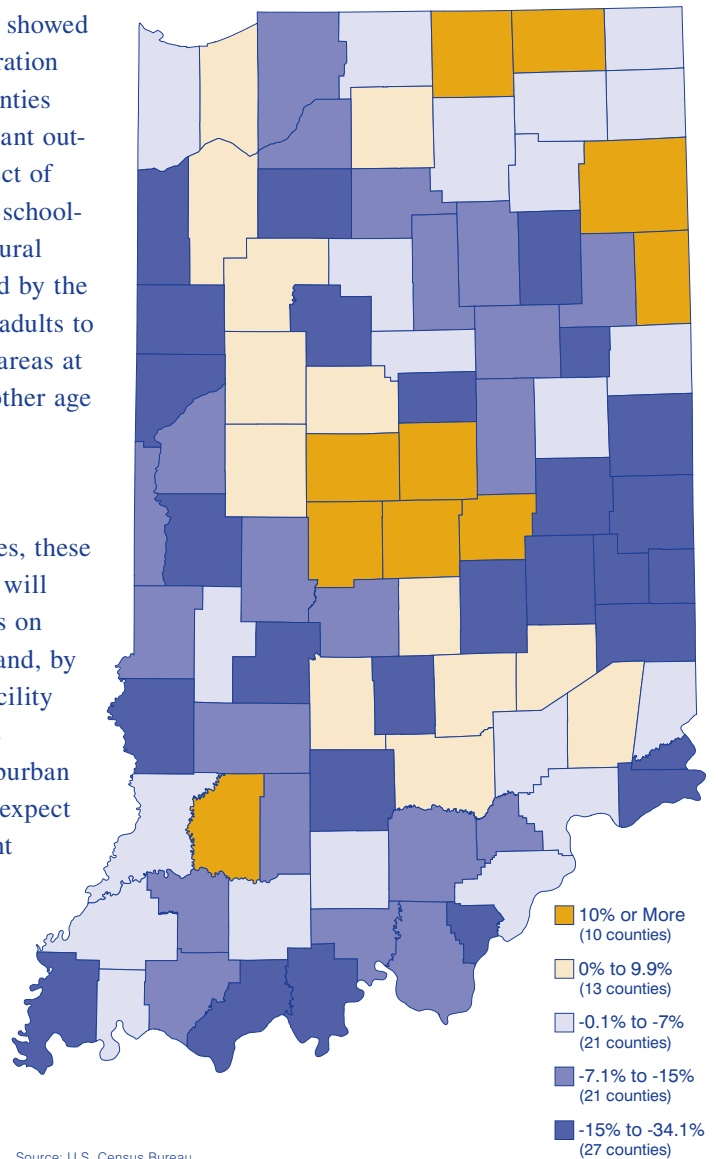 showed
ration
nties
ant out-
ct of
school-
ural
d by the
adults to
areas at
other age
es, these
will
s on
and, by
cility
burban
expect
nt
10% or More
(10 counties)
0% to 9.9%
(13 counties)
-0.1% to -7%
(21 counties)
-7.1% to -15%
(21 counties)
-15% to -34.1%
(27 counties)
Source: U.S. Census Bureau